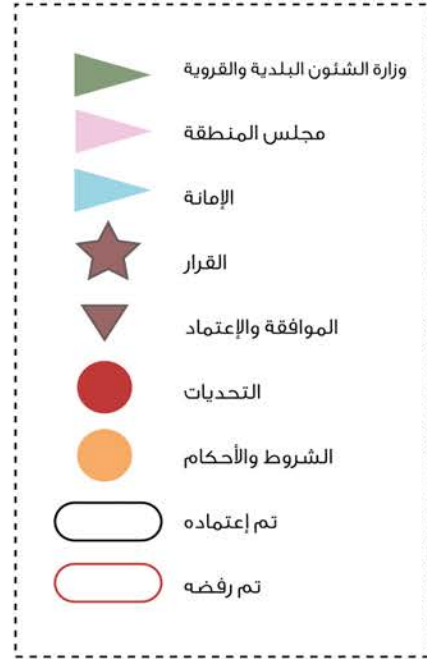 وزارة الشئون البلدية والقروية
مجلس المنطقة
الإمانة
القرار
الموافقة والإعتماد
التحديات
الشروط والأحكام
تم إعتماده
تم رفضه